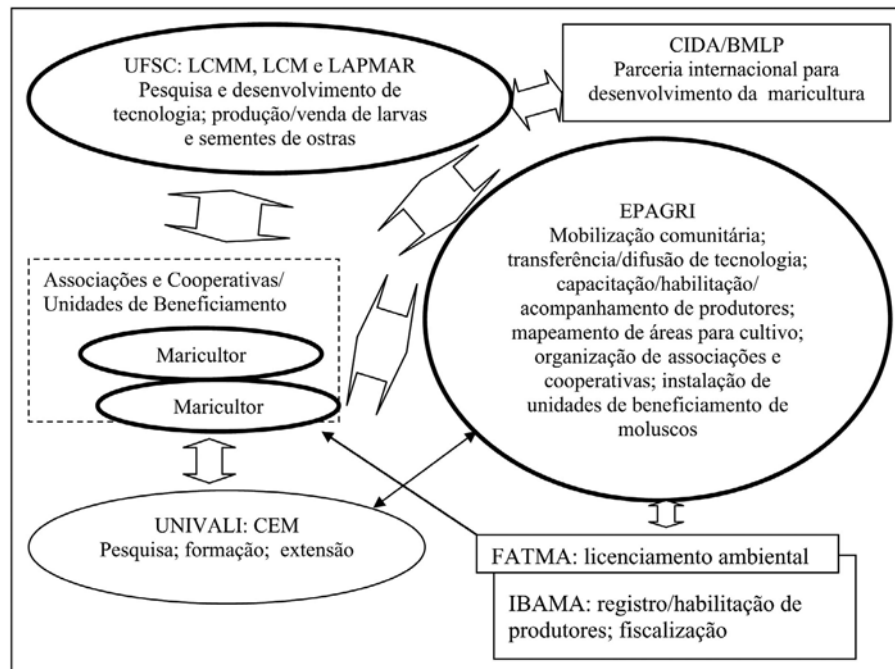 UFSC: LCMM, LCM e LAPMAR
Pesquisa e desenvolvimento de
tecnologia; produção/venda de larvas
e sementes de ostras
CIDA/BMLP
Parceria internacional para
desenvolvimento da maricultura
EPAGRI
Mobilização comunitária;
transferência/difusão de tecnologia;
capacitação/habilitação/
acompanhamento de produtores;
mapeamento de áreas para cultivo;
organização de associações e
cooperativas; instalação de
unidades de beneficiamento de
moluscos
Associações e Cooperativas/
Unidades de Beneficiamento
Maricultor
Maricultor
UNIVALI: CEM
Pesquisa; formação; extensão
FATMA: licenciamento ambiental
IBAMA: registro/habilitação de
produtores; fiscalização